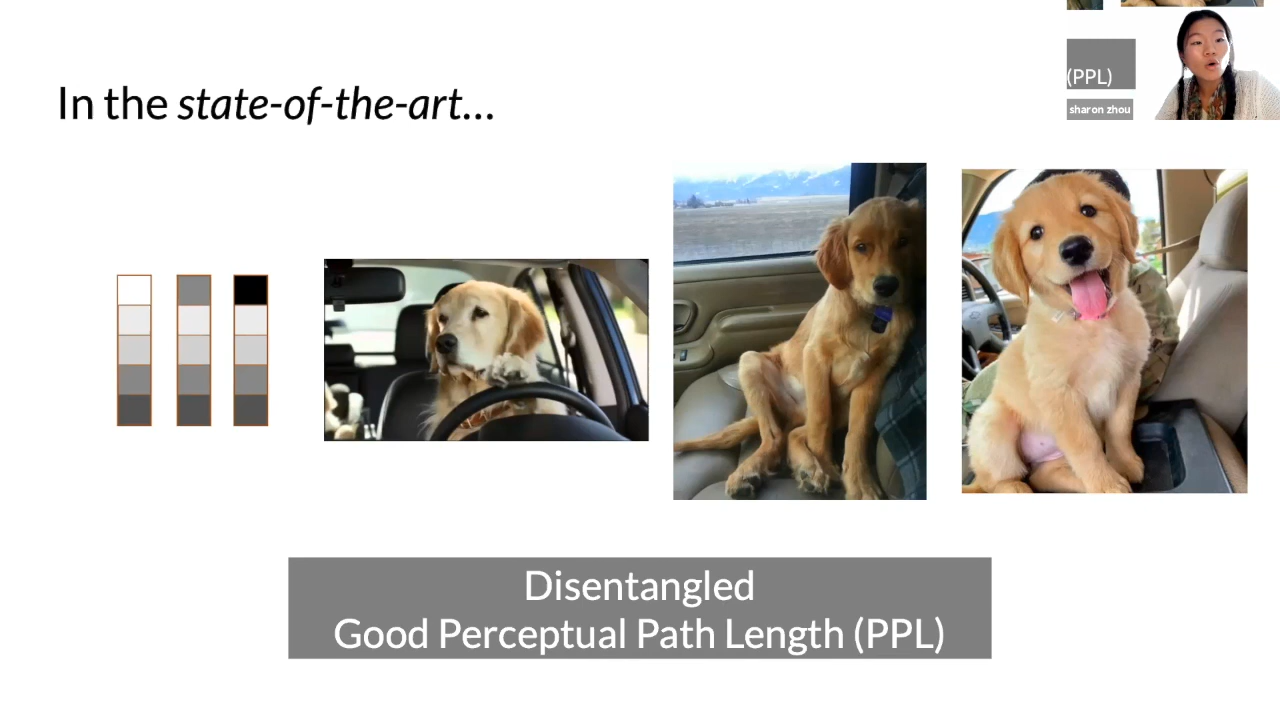 In the state-of-the-art...
(PPL)
sharon zhou
Disentangled
Good Perceptual Path Length (PPL)